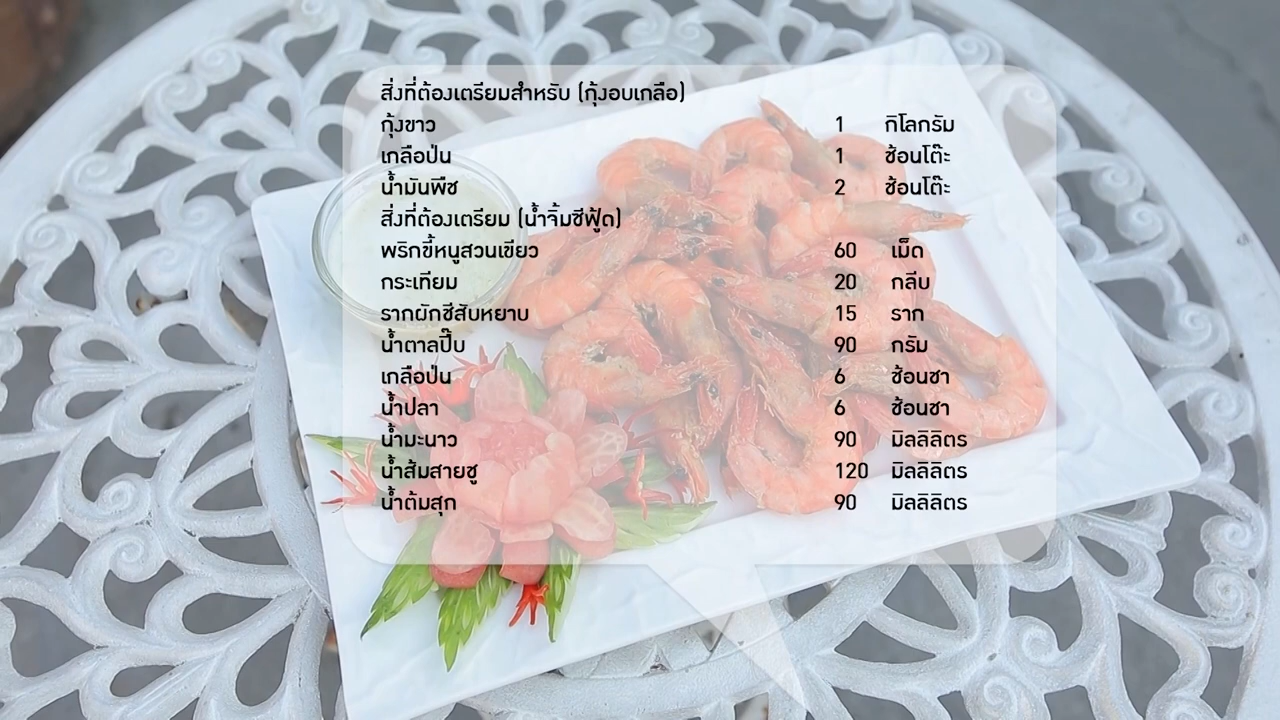 สิ่งที่ต้องเตรียมสำหรับ (กุ้งอบเกลือ)
กุ้งขาว 1 กิโลกรัม
เกลือป่น 1 ช้อนโต๊ะ
น้ำมันพืช 2 ช้อนโต๊ะ
สิ่งที่ต้องเตรียม (น้ำจิ้มซีฟู้ด)
พริกขี้หนูสวนเขียว 60 เม็ด
กระเทียม 20 กลีบ
รากผักชีสับหยาบ 15 ราก
น้ำตาลปี๊บ 90 กรัม
เกลือป่น 6 ช้อนชา
น้ำปลา 6 ช้อนชา
น้ำมะนาว 90 มิลลิลิตร
น้ำส้มสายชู 120 มิลลิลิตร
น้ำต้มสุก 90 มิลลิลิตร